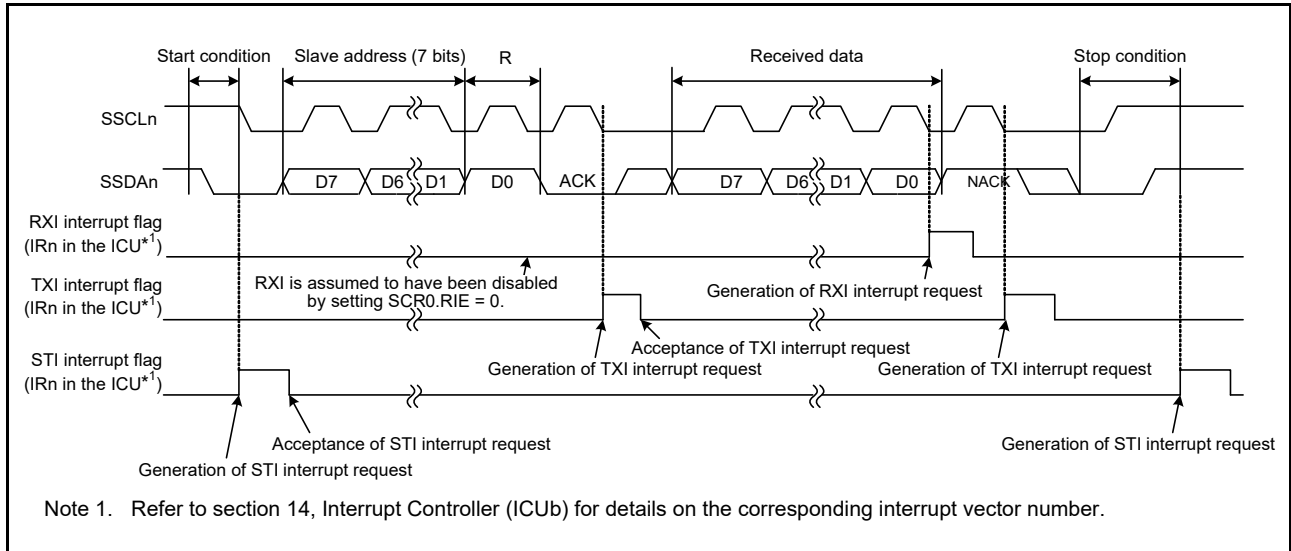 Start condition
Slave address (7 bits)
R
Received data
Stop condition
SSCLn
SSDAn
D7
D6
D1
D0
ACK
D7
D6
D1
D0
NACK
RXI interrupt flag
(IRn in the ICU*1)
RXI is assumed to have been disabled
by setting SCR0.RIE = 0.
Generation of RXI interrupt request
TXI interrupt flag
(IRn in the ICU*1)
Acceptance of TXI interrupt request
Generation of TXI interrupt request
Generation of TXI interrupt request
STI interrupt flag
(IRn in the ICU*1)
Acceptance of STI interrupt request
Generation of STI interrupt request
Generation of STI interrupt request
Note 1. Refer to section 14, Interrupt Controller (ICUb) for details on the corresponding interrupt vector number.